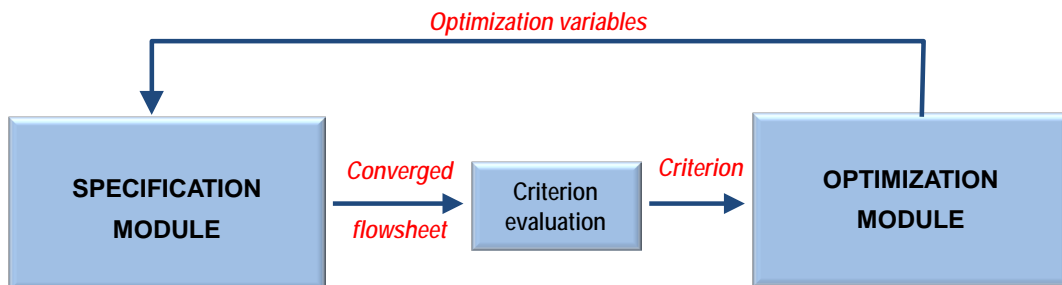 Optimization variables
SPECIFICATION
MODULE
Converged
flowsheet
Criterion
evaluation
Criterion
OPTIMIZATION
MODULE